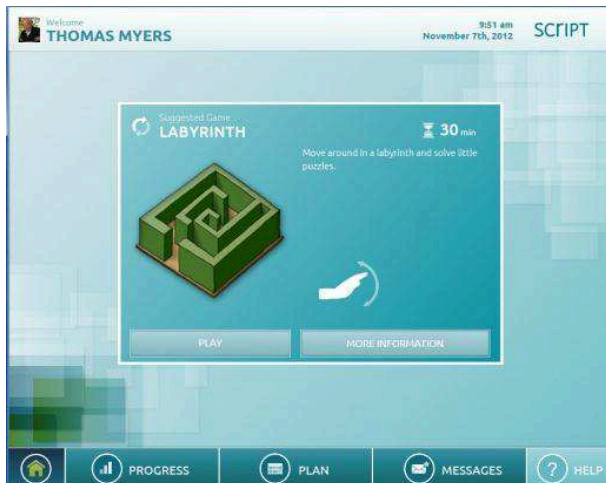 Welcome
THOMAS MYERS
9:51 am
November 7th, 2012
SCRIPT
Suggested Game
LABYRINTH
30 min
Move around in a labyrinth and solve little
puzzles.
PLAY
MORE INFORMATION
PROGRESS
PLAN
MESSAGES
? HELP